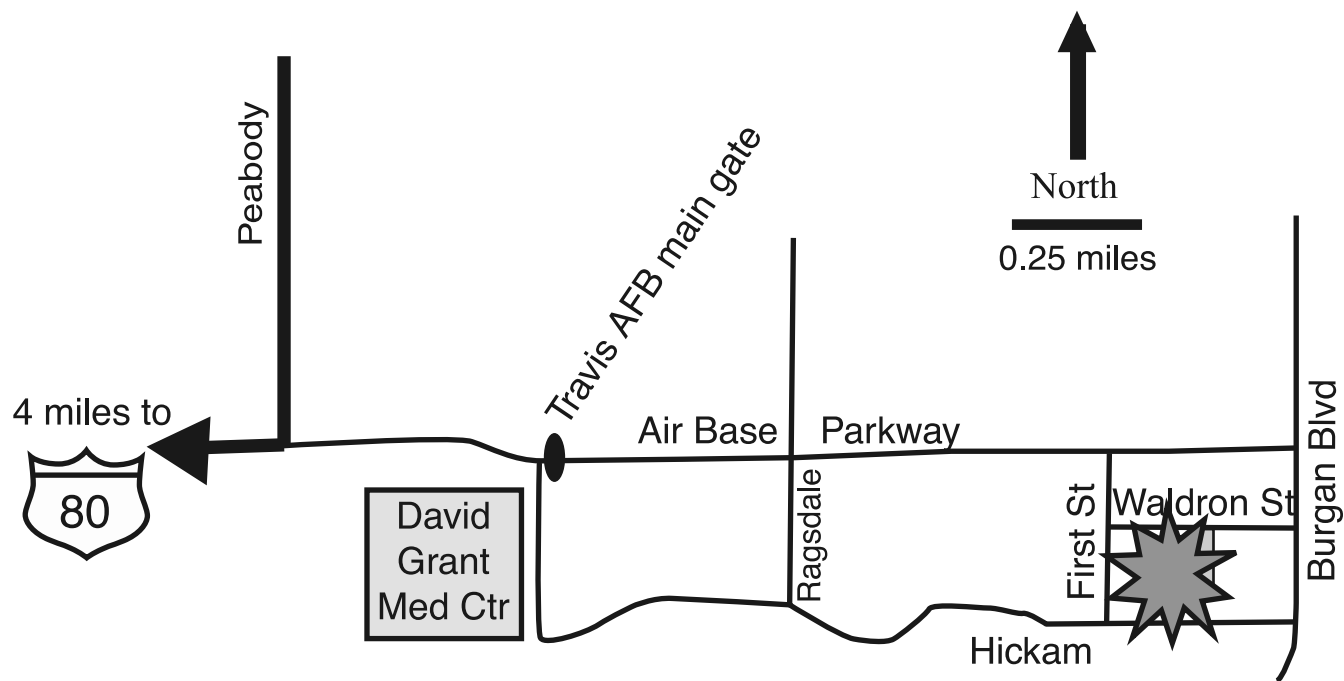 Peabody
Travis AFB main gate
North
0.25 miles
4 miles to
80
Air Base Parkway
David
Grant
Med Ctr
Ragsdale
First St
Waldron St
Burgan Blvd
Hickam